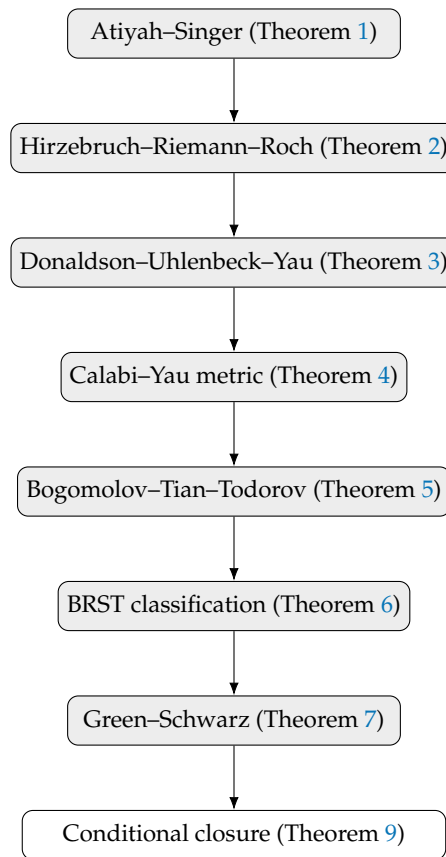 Atiyah–Singer (Theorem 1)
Hirzebruch–Riemann–Roch (Theorem 2)
Donaldson–Uhlenbeck–Yau (Theorem 3)
Calabi–Yau metric (Theorem 4)
Bogomolov–Tian–Todorov (Theorem 5)
BRST classification (Theorem 6)
Green–Schwarz (Theorem 7)
Conditional closure (Theorem 9)